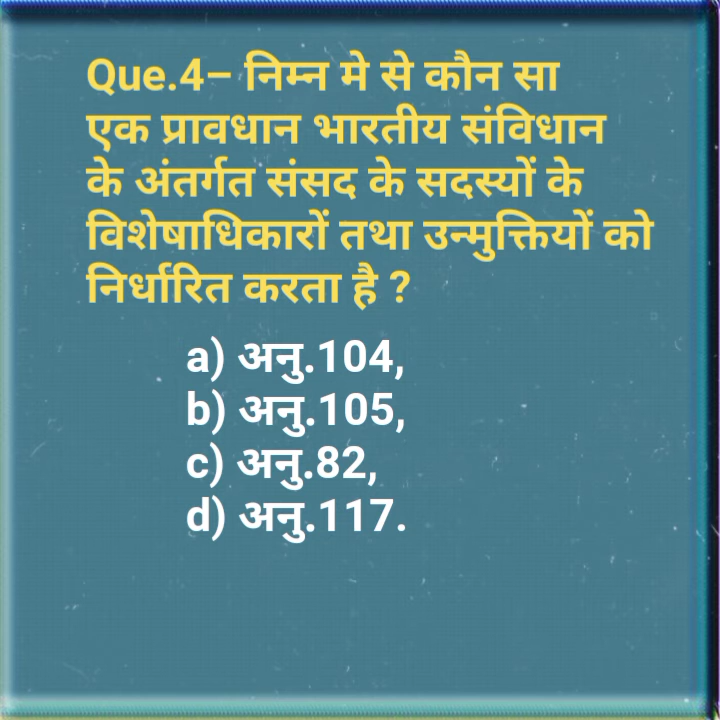 Que.4– निम्न मे से कौन सा
एक प्रावधान भारतीय संविधान
के अंतर्गत संसद के सदस्यों के
विशेषाधिकारों तथा उन्मुक्तियों को
निर्धारित करता है ?
a) अनु.104,
b) अनु.105,
c) अनु.82,
d) अनु.117.